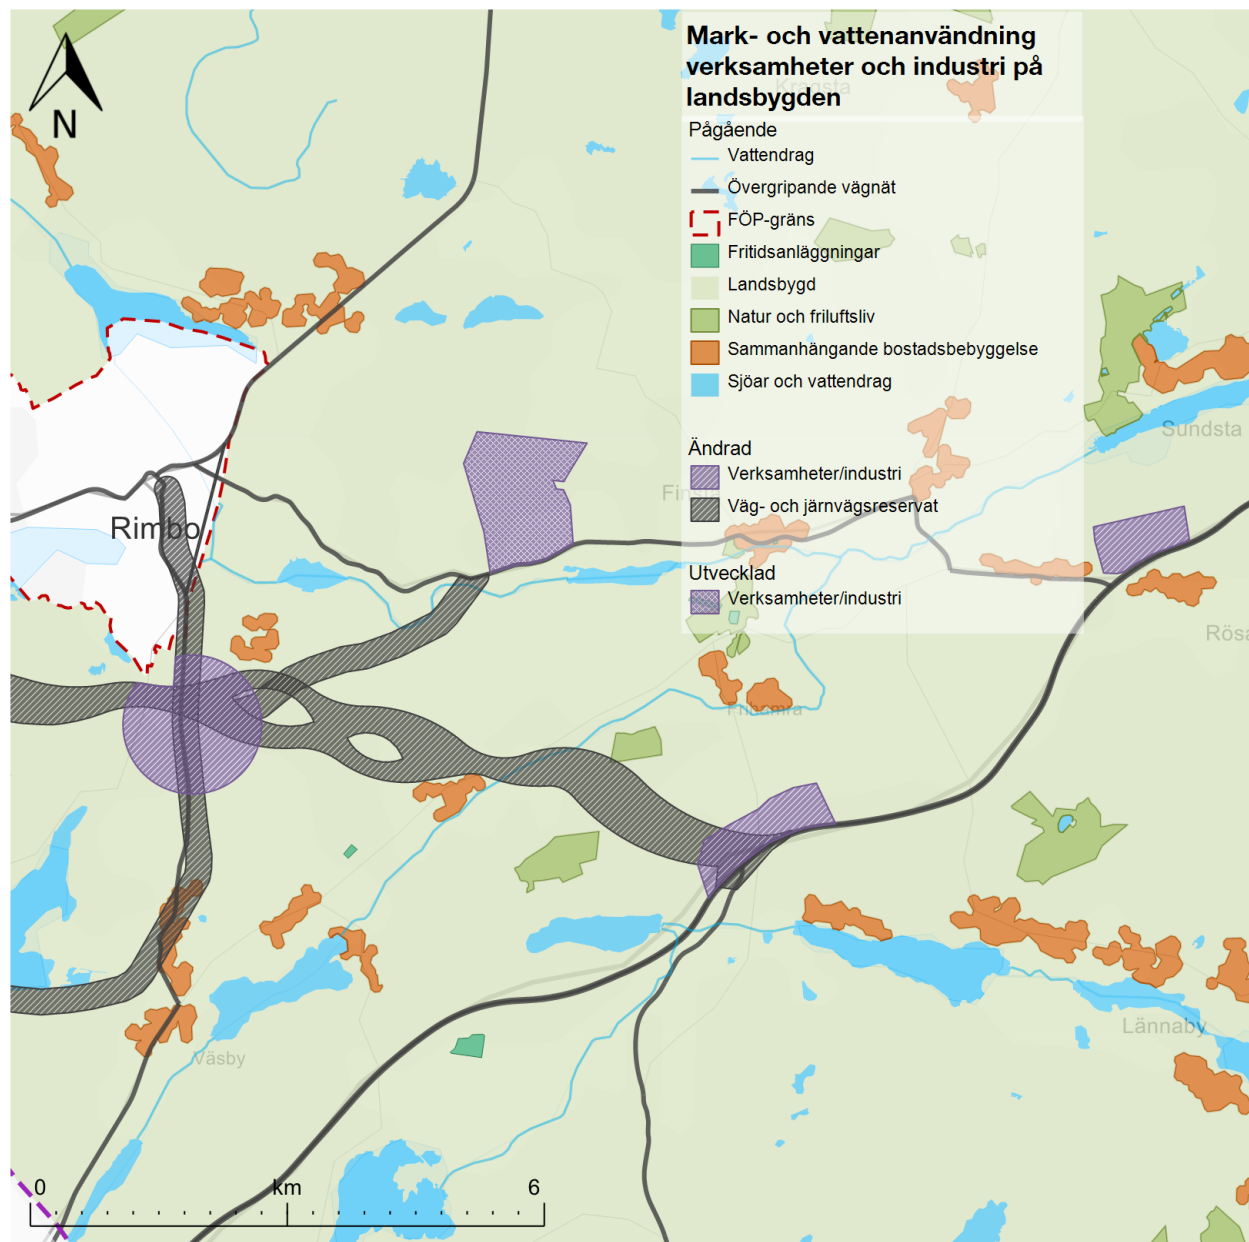 Mark- och vattenanvändning
verksamheter och industri på
landsbygden
Pågående
Vattendrag
Övergripande vägnät
FÖP-gräns
Fritidsanläggningar
Landsbygd
Natur och friluftsliv
Sammanhängande bostadsbebyggelse
Sjöar och vattendrag
Ändrad
Verksamheter/industri
Väg- och järnvägsreservat
Utvecklad
Verksamheter/industri
N
Kragsta
Sundsta
Rimbo
Frihamra
Lännaby
Väsby
0 km 6